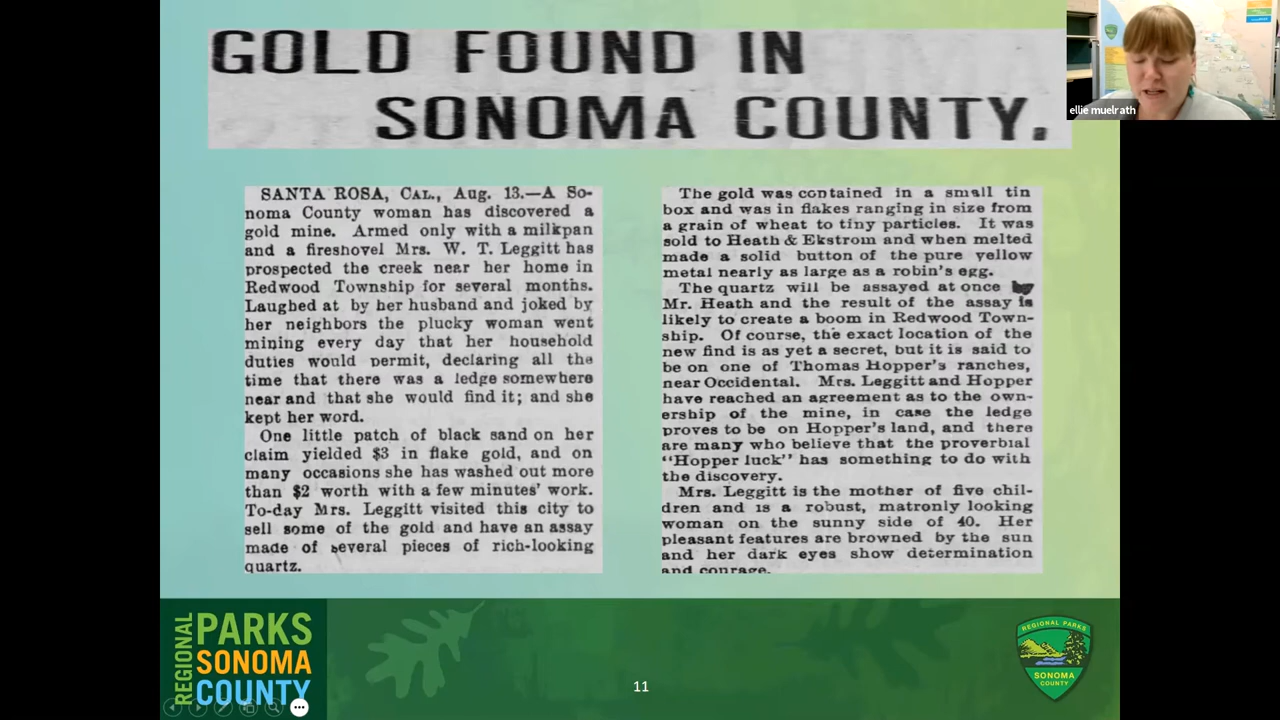 GOLD FOUND IN
SONOMA COUNTY.
ellie muelrath
SANTA ROSA, CAL., Aug. 13.—A So-
noma County woman has discovered a
gold mine. Armed only with a milkpan
and a fireshovel Mrs. W. T. Leggitt has
prospected the creek near her home in
Redwood Township for several months.
Laughed at by her husband and joked by
her neighbors the plucky woman went
mining every day that her household
duties would permit, declaring all the
time that there was a ledge somewhere
near and that she would find it; and she
kept her word.
One little patch of black sand on her
claim yielded $3 in flake gold, and on
many occasions she has washed out more
than $2 worth with a few minutes' work.
To-day Mrs. Leggitt visited this city to
sell some of the gold and have an assay
made of several pieces of rich-looking
quartz.
The gold was contained in a small tin
box and was in flakes ranging in size from
a grain of wheat to tiny particles. It was
sold to Heath & Ekstrom and when melted
made a solid button of the pure yellow
metal nearly as large as a robin's egg.
The quartz will be assayed at once by
Mr. Heath and the result of the assay is
likely to create a boom in Redwood Town-
ship. Of course, the exact location of the
new find is as yet a secret, but it is said to
be on one of Thomas Hopper's ranches,
near Occidental. Mrs. Leggitt and Hopper
have reached an agreement as to the own-
ership of the mine, in case the ledge
proves to be on Hopper's land, and there
are many who believe that the proverbial
"Hopper luck" has something to do with
the discovery.
Mrs. Leggitt is the mother of five chil-
dren and is a robust, matronly looking
woman on the sunny side of 40. Her
pleasant features are browned by the sun
and her dark eyes show determination
and courage.
REGIONAL
PARKS
SONOMA
COUNTY
11
REGIONAL PARKS
SONOMA
COUNTY